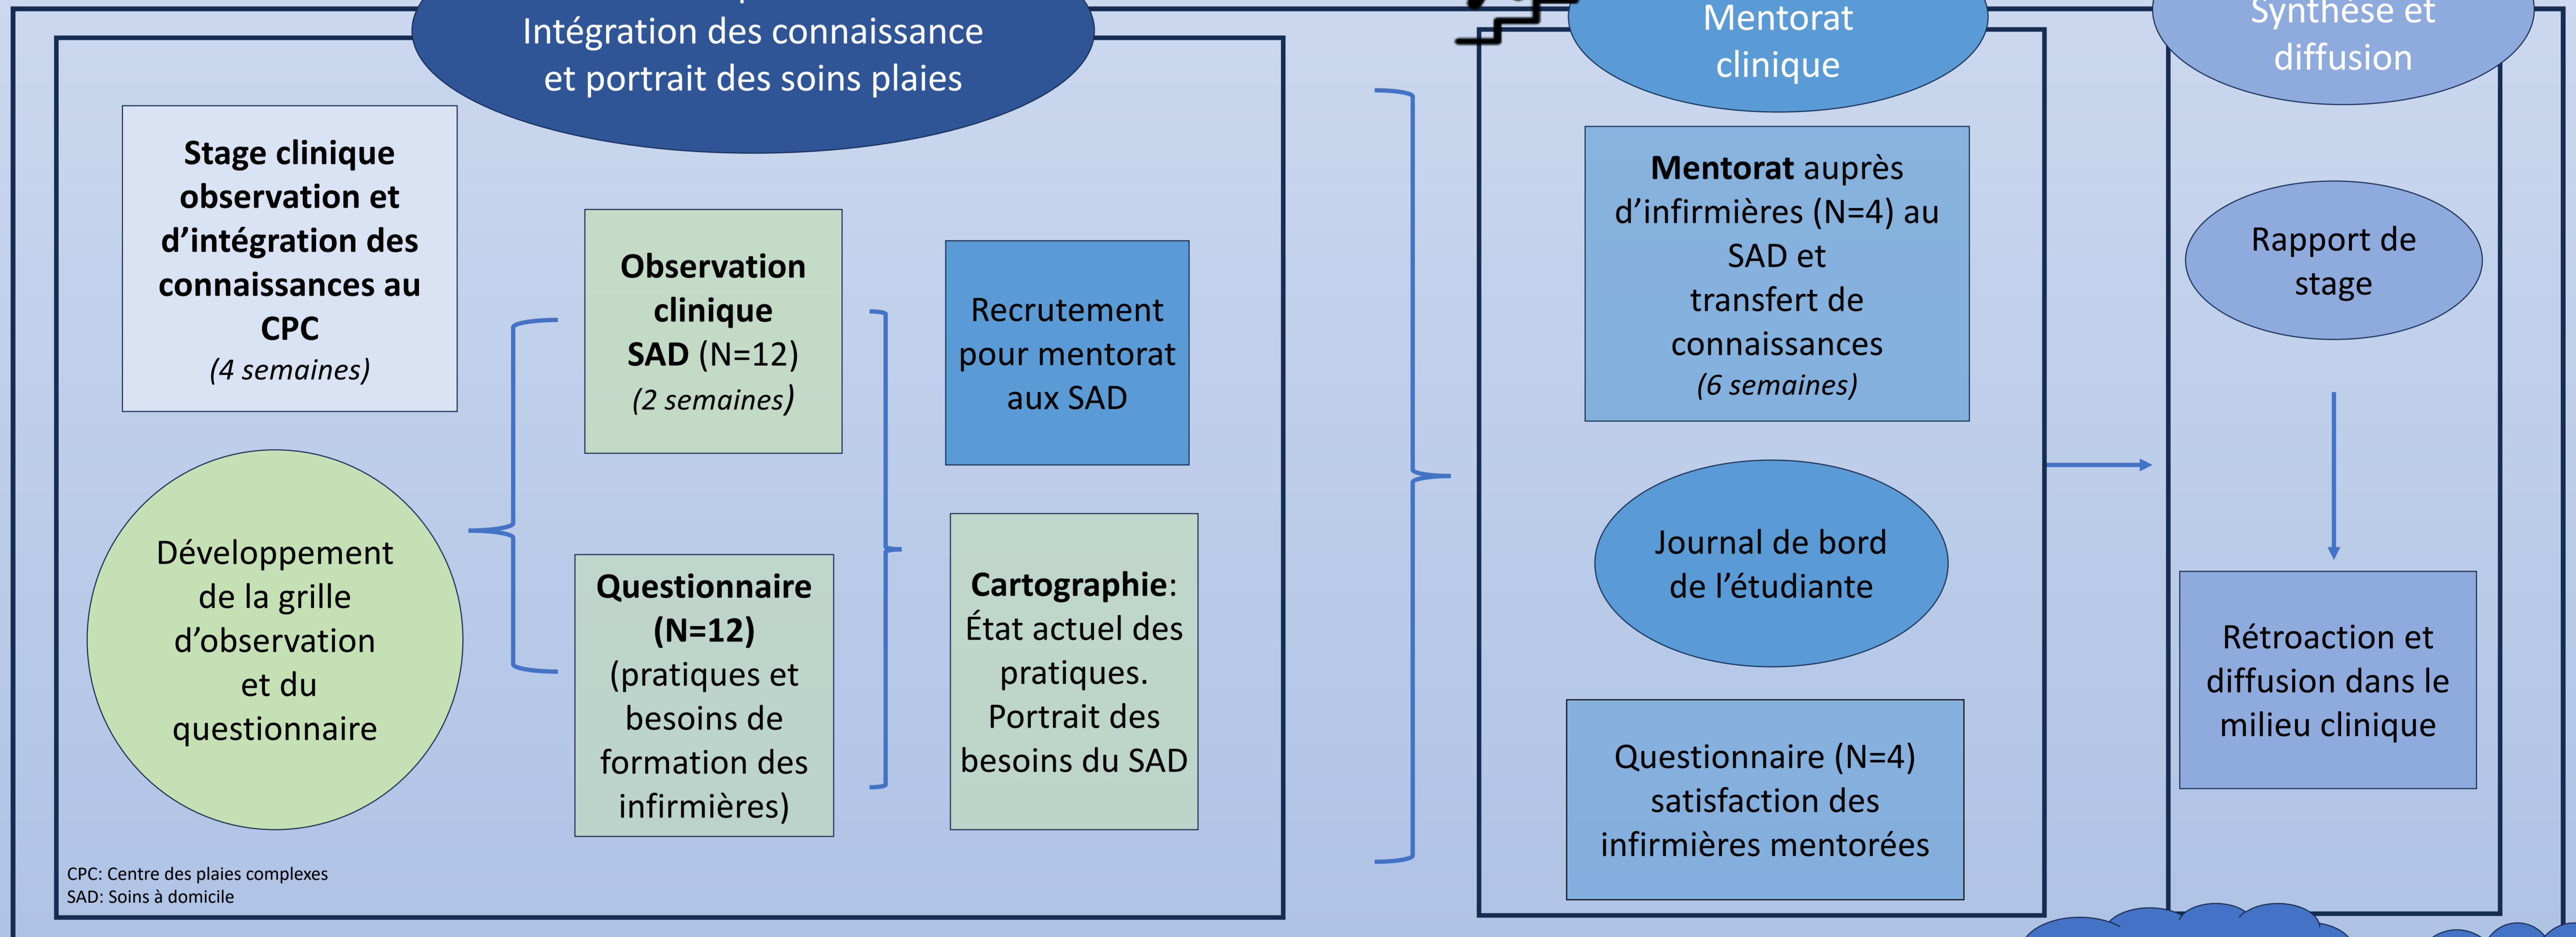 Intégration des connaissance
et portrait des soins plaies
Stage clinique
observation et
d’intégration des
connaissances au
CPC
(4 semaines)
Développement
de la grille
d’observation
et du
questionnaire
Observation
clinique
SAD (N=12)
(2 semaines)
Questionnaire
(N=12)
(pratiques et
besoins de
formation des
infirmières)
Recrutement
pour mentorat
aux SAD
Cartographie:
État actuel des
pratiques.
Portrait des
besoins du SAD
CPC: Centre des plaies complexes
SAD: Soins à domicile
Mentorat
clinique
Mentorat auprès
d’infirmières (N=4) au
SAD et
transfert de
connaissances
(6 semaines)
Journal de bord
de l’étudiante
Questionnaire (N=4)
satisfaction des
infirmières mentorées
Synthèse et
diffusion
Rapport de
stage
Rétroaction et
diffusion dans le
milieu clinique